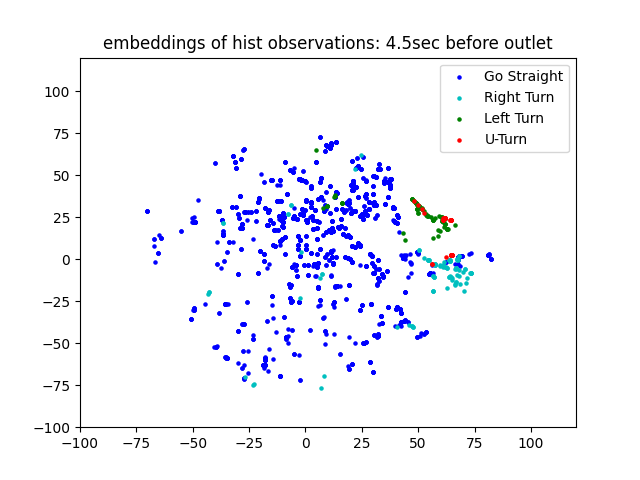 embeddings of hist observations: 4.5sec before outlet
Go Straight
Right Turn
Left Turn
U-Turn
100
75
50
25
0
−25
−50
−75
−100
−100 −75 −50 −25 0 25 50 75 100